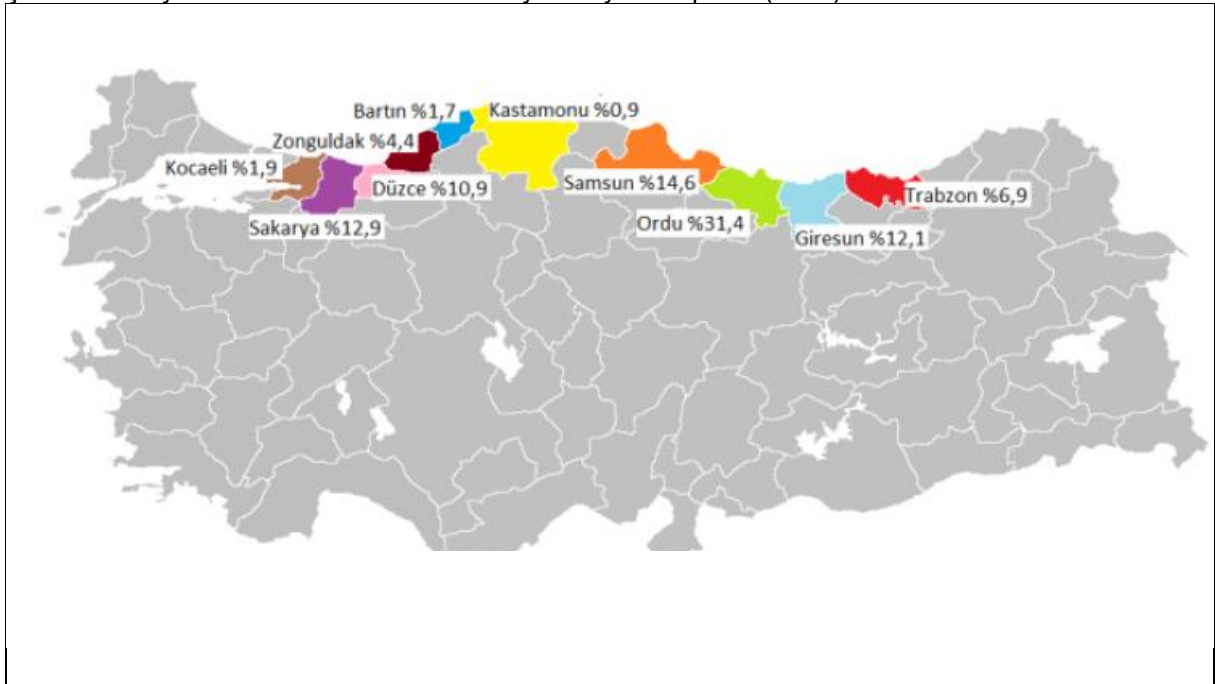 Bartın %1,7
Kastamonu %0,9
Zonguldak %4,4
Kocaeli %1,9
Düzce %10,9
Samsun %14,6
Trabzon %6,9
Sakarya %12,9
Ordu %31,4
Giresun %12,1